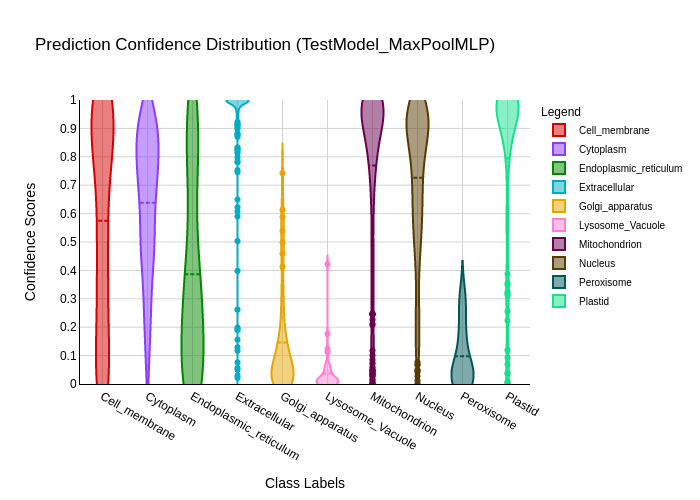 Prediction Confidence Distribution (TestModel_MaxPoolMLP)
Legend
Cell_membrane
Cytoplasm
Endoplasmic_reticulum
Extracellular
Golgi_apparatus
Lysosome_Vacuole
Mitochondrion
Nucleus
Peroxisome
Plastid
Confidence Scores
1
0.9
0.8
0.7
0.6
0.5
0.4
0.3
0.2
0.1
0
Cell_membrane
Cytoplasm
Endoplasmic_reticulum
Extracellular
Golgi_apparatus
Lysosome_Vacuole
Mitochondrion
Nucleus
Peroxisome
Plastid
Class Labels